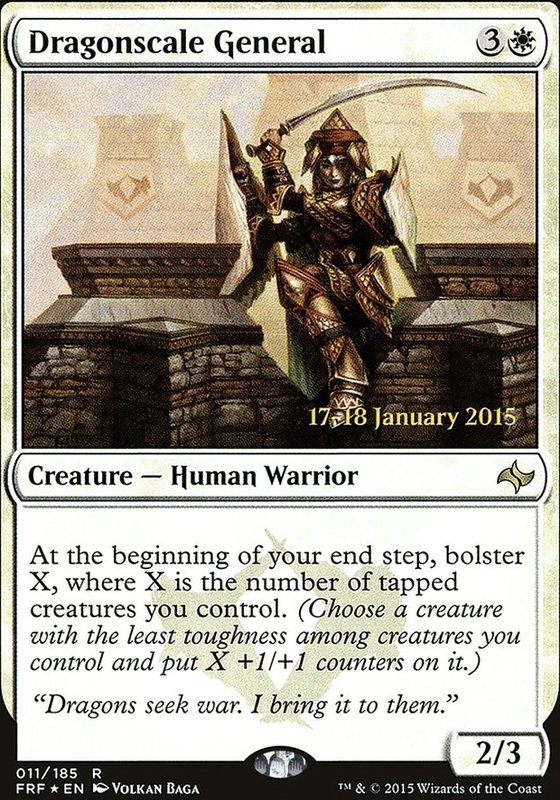 Dragonscale General 3
17-18 January 2015
Creature — Human Warrior
At the beginning of your end step, bolster
X, where X is the number of tapped
creatures you control. (Choose a creature
with the least toughness among creatures you
control and put X +1/+1 counters on it.)
“Dragons seek war. I bring it to them.”
2/3
011/185 R
FRF ★ EN Volkan Baga
™ & © 2015 Wizards of the Coast